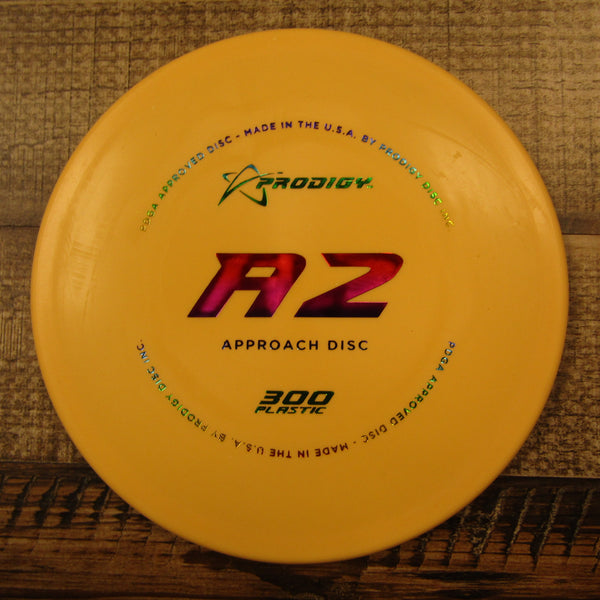 PDGA APPROVED DISC - MADE IN THE U.S.A. BY PRODIGY DISC INC.
PRODIGY
A2
APPROACH DISC
300
PLASTIC
PDGA APPROVED DISC - MADE IN THE U.S.A. BY PRODIGY DISC INC.